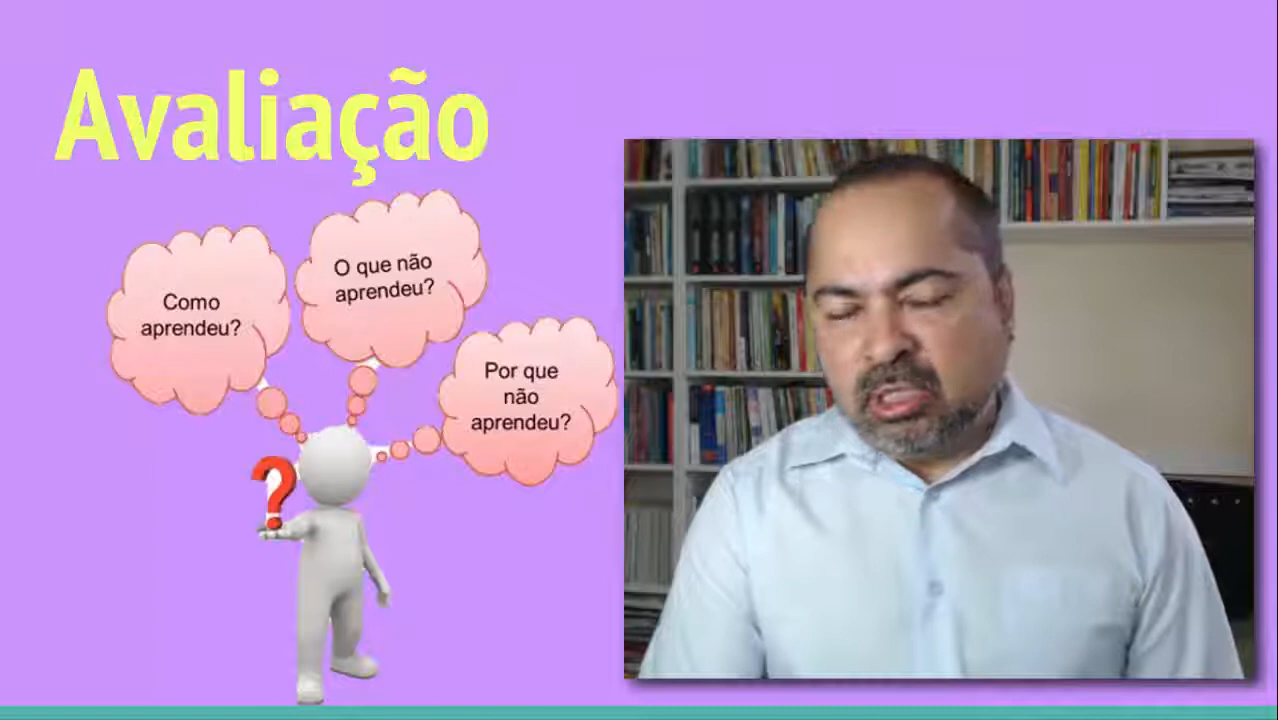 Avaliação
Como
aprendeu?
O que não
aprendeu?
Por que
não
aprendeu?
?